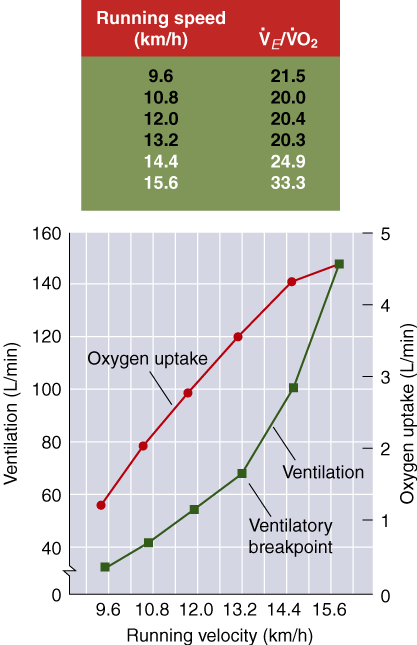 Running speed
(km/h) V̇E/V̇O2
9.6 21.5
10.8 20.0
12.0 20.4
13.2 20.3
14.4 24.9
15.6 33.3
160
140
120
100
80
60
40
0
Ventilation (L/min)
5
4
3
2
1
0
Oxygen uptake (L/min)
Oxygen uptake
Ventilation
Ventilatory
breakpoint
9.6 10.8 12.0 13.2 14.4 15.6
Running velocity (km/h)